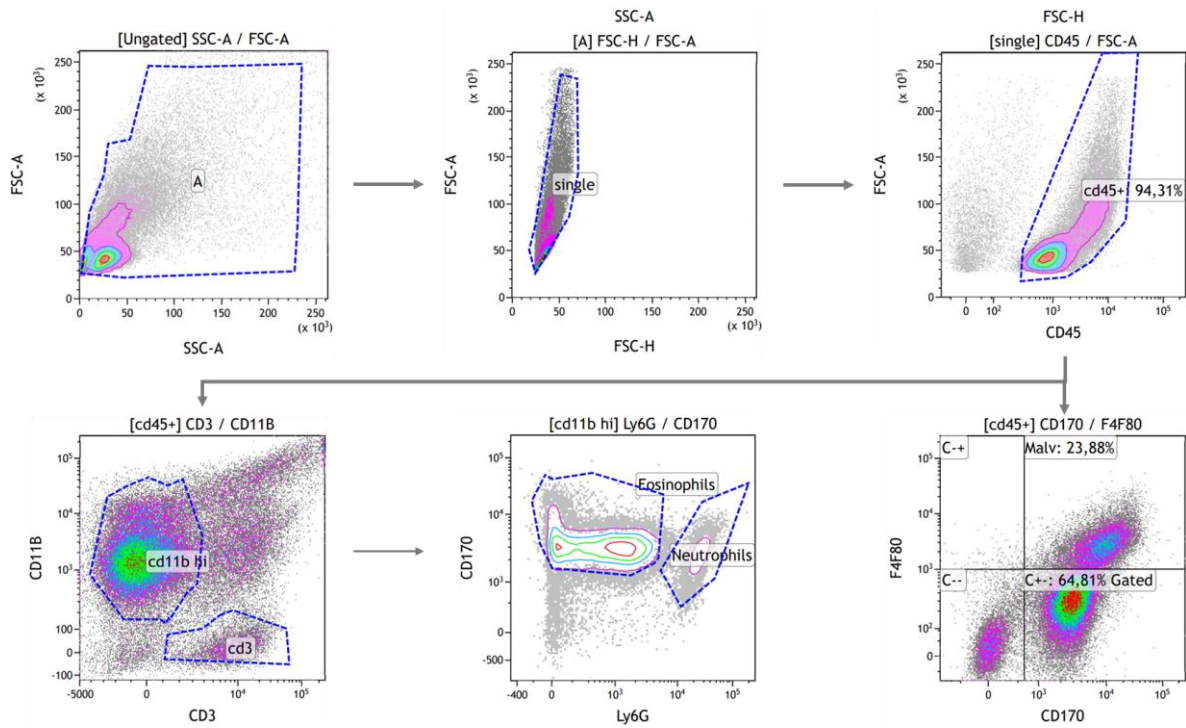 SSC-A
FSC-H
[Ungated] SSC-A / FSC-A
[A] FSC-H / FSC-A
[single] CD45 / FSC-A
(x 10³)
FSC-A
250
200
150
100
50
0
A
0 50 100 150 200 250
(x 10³)
SSC-A
(x 10³)
FSC-A
250
200
150
100
50
0
single
0 50 100 150 200 250
(x 10³)
FSC-H
(x 10³)
FSC-A
250
200
150
100
50
0
cd45+: 94,31%
0 10³ 10⁴ 10⁵
CD45
[cd45+] CD3 / CD11B
CD11B
10⁵
10⁴
10³
100
0
-100
cd11b hi
cd3
-5000 0 10⁴ 10⁵
CD3
[cd11b hi] Ly6G / CD170
CD170
10⁵
10⁴
10³
0
-500
Eosinophils
Neutrophils
-400 0 10³ 10⁴ 10⁵
Ly6G
[cd45+] CD170 / F4F80
F4F80
10⁵
10⁴
10³
10²
0
C-+
Malv: 23,88%
C--
C+-: 64,81% Gated
0 10³ 10⁴ 10⁵
CD170